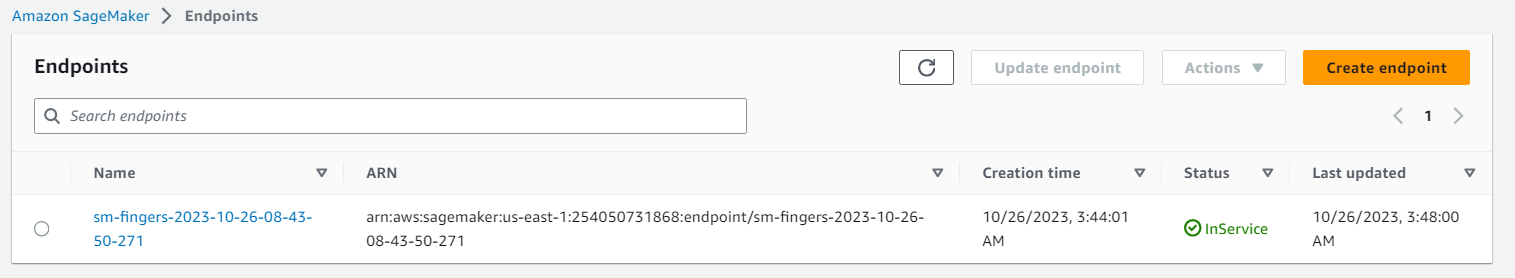 Amazon SageMaker > Endpoints
Endpoints
Update endpoint
Actions
Create endpoint
Search endpoints
1
Name ARN Creation time Status Last updated
sm-fingers-2023-10-26-08-43- arn:aws:sagemaker:us-east-1:254050731868:endpoint/sm-fingers-2023-10-26- 10/26/2023, 3:44:01 InService 10/26/2023, 3:48:00
50-271 08-43-50-271 AM AM